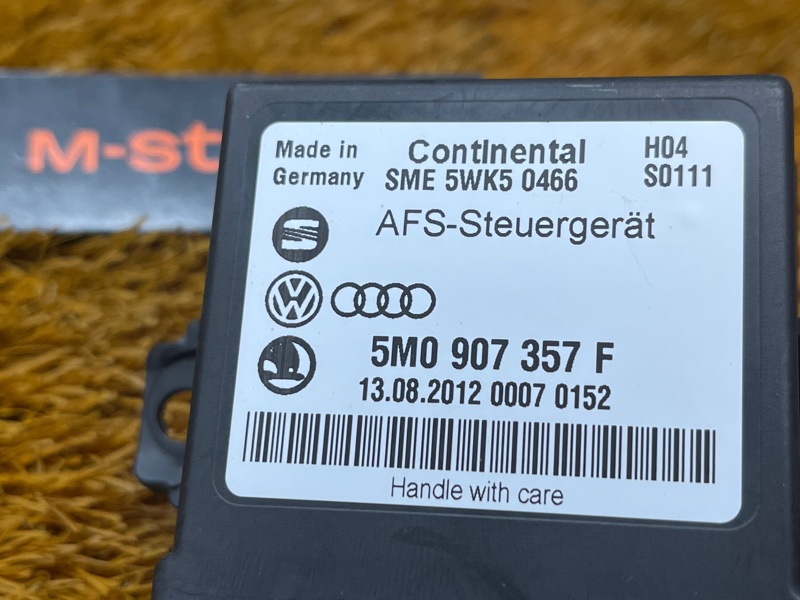 M-st
Made in Germany
Continental
SME 5WK5 0466
H04
S0111
AFS-Steuergerät
5M0 907 357 F
13.08.2012 0007 0152
Handle with care